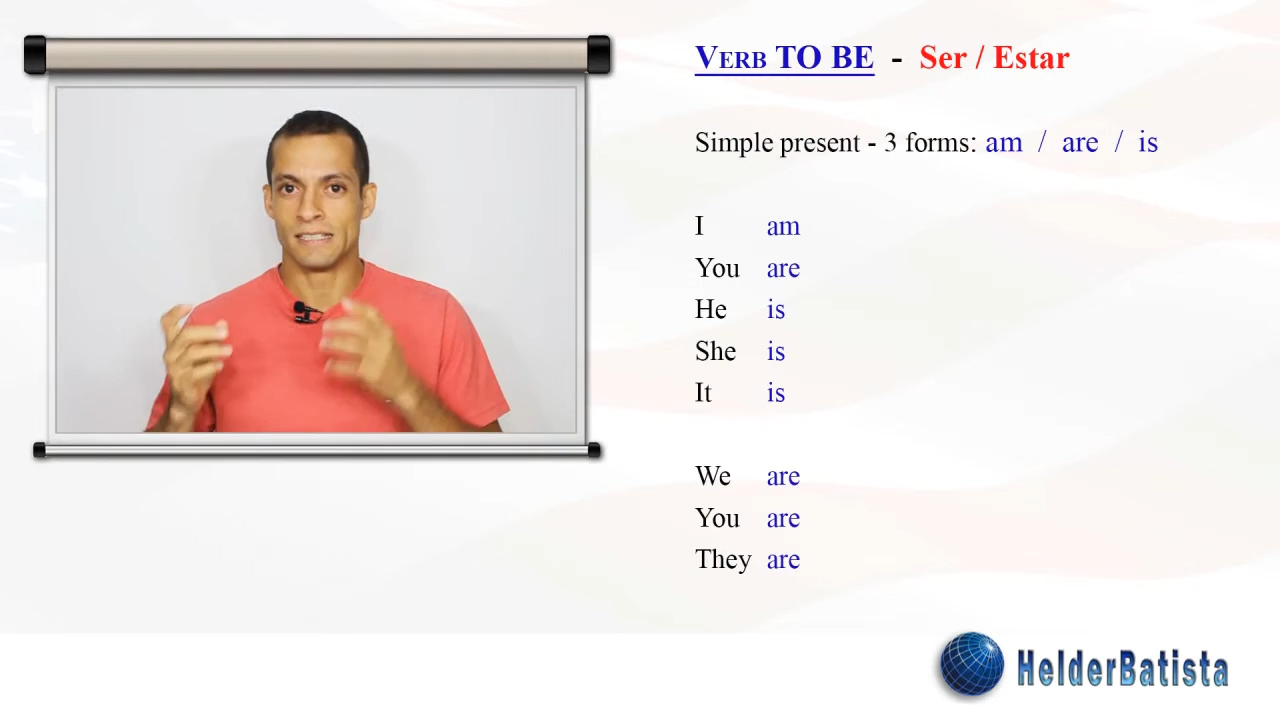 VERB TO BE - Ser / Estar
Simple present - 3 forms: am / are / is
I am
You are
He is
She is
It is
We are
You are
They are
HelderBatista